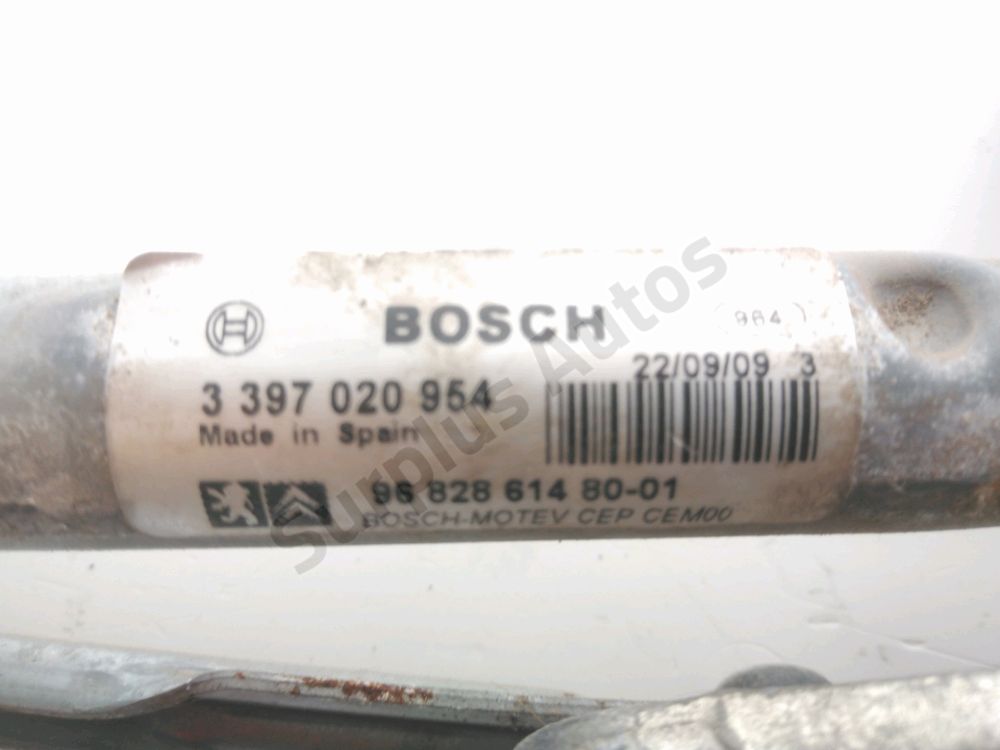 BOSCH
964
22/09/09 3
3 397 020 954
Made in Spain
96 828 614 80-01
BOSCH-MOTEV CEP CEM00
Surplus Autos